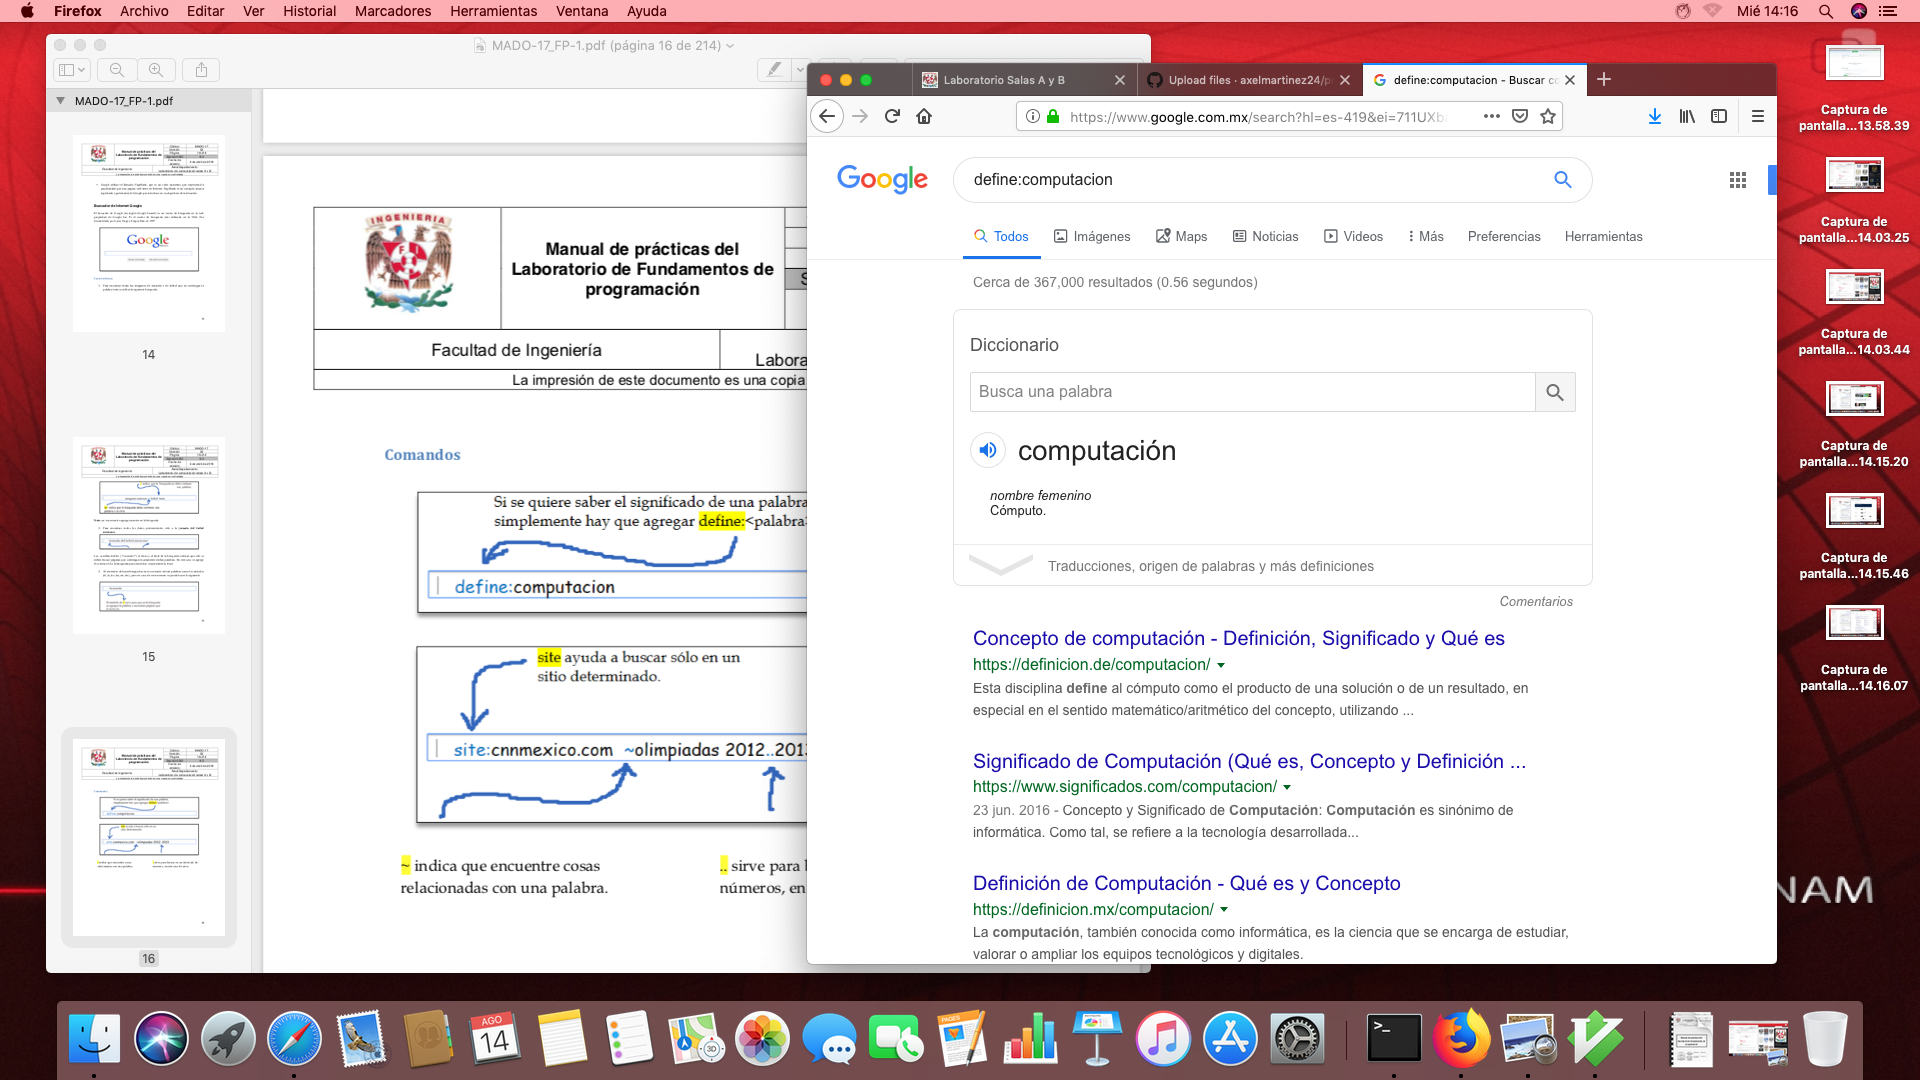 Firefox Archivo Editar Ver Historial Marcadores Herramientas Ventana Ayuda
Mié 14:16
MADO-17_FP-1.pdf (página 16 de 214)
MADO-17_FP-1.pdf
14
15
16
INGENIERIA
Manual de prácticas del
Laboratorio de Fundamentos de
programación
Facultad de Ingeniería
Labora
La impresión de este documento es una copia
Comandos
Si se quiere saber el significado de una palabra
simplemente hay que agregar define:<palabra>
define:computacion
site ayuda a buscar sólo en un
sitio determinado.
site:cnnmexico.com ~olimpiadas 2012..2013
~ indica que encuentre cosas
relacionadas con una palabra.
.. sirve para b
números, en
Laboratorio Salas A y B
Upload files · axelmartinez24/p
define:computacion - Buscar co
https://www.google.com.mx/search?hl=es-419&ei=711UXb
Google
define:computacion
Todos Imágenes Maps Noticias Videos Más Preferencias Herramientas
Cerca de 367,000 resultados (0.56 segundos)
Diccionario
Busca una palabra
computación
nombre femenino
Cómputo.
Traducciones, origen de palabras y más definiciones
Comentarios
Concepto de computación - Definición, Significado y Qué es
https://definicion.de/computacion/
Esta disciplina define al cómputo como el producto de una solución o de un resultado, en
especial en el sentido matemático/aritmético del concepto, utilizando ...
Significado de Computación (Qué es, Concepto y Definición ...
https://www.significados.com/computacion/
23 jun. 2016 - Concepto y Significado de Computación: Computación es sinónimo de
informática. Como tal, se refiere a la tecnología desarrollada...
Definición de Computación - Qué es y Concepto
https://definicion.mx/computacion/
La computación, también conocida como informática, es la ciencia que se encarga de estudiar,
valorar o ampliar los equipos tecnológicos y digitales.
Captura de
pantalla...13.58.39
Captura de
pantalla...14.03.25
Captura de
pantalla...14.03.44
Captura de
pantalla...14.15.20
Captura de
pantalla...14.15.46
Captura de
pantalla...14.16.07
NAM
AGO
14
3D
PAGES